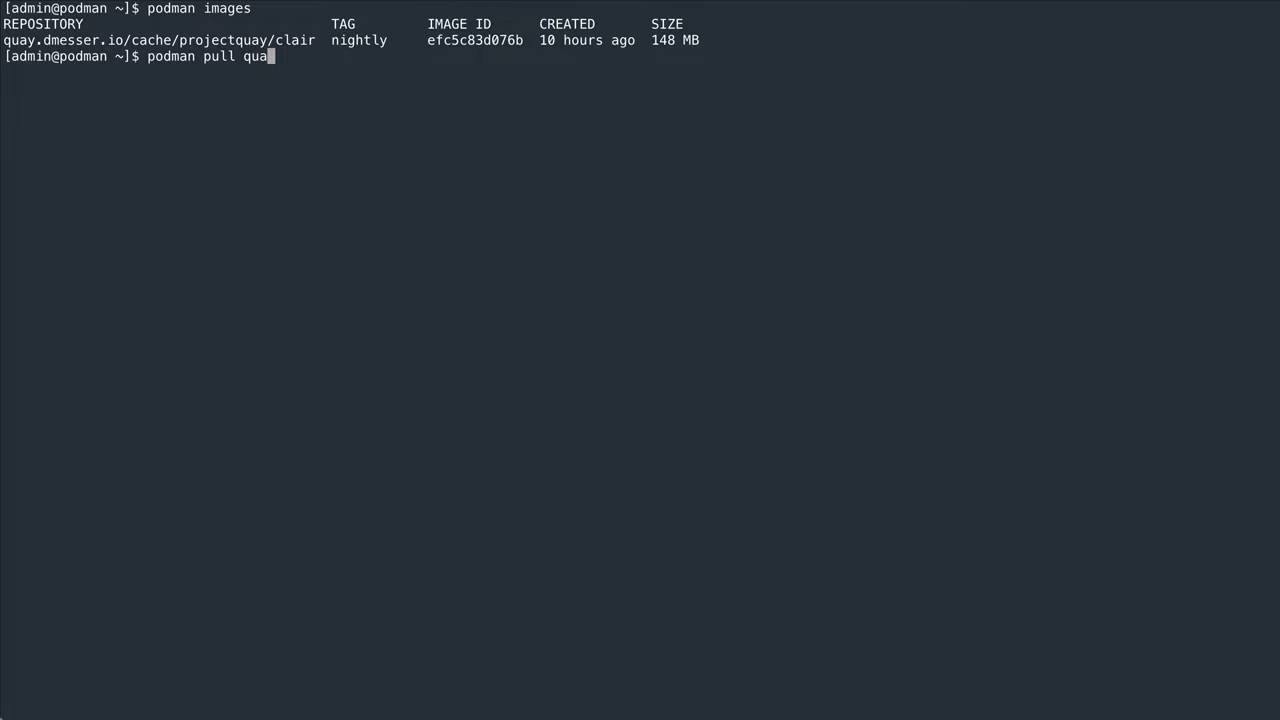 [admin@podman ~]$ podman images
REPOSITORY TAG IMAGE ID CREATED SIZE
quay.dmesser.io/cache/projectquay/clair nightly efc5c83d076b 10 hours ago 148 MB
[admin@podman ~]$ podman pull qua